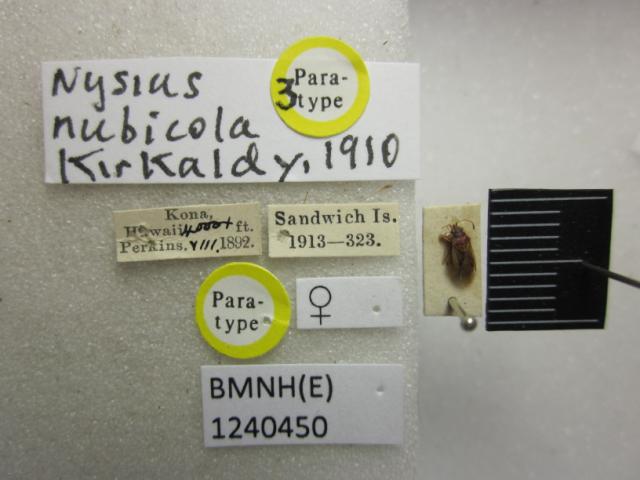 Nysius
nubicola
Kirkaldy, 1910
3
Para-
type
Kona,
Hawaii 4000+ ft.
Perkins. VIII. 1892.
Sandwich Is.
1913—323.
Para-
type
♀
BMNH(E)
1240450